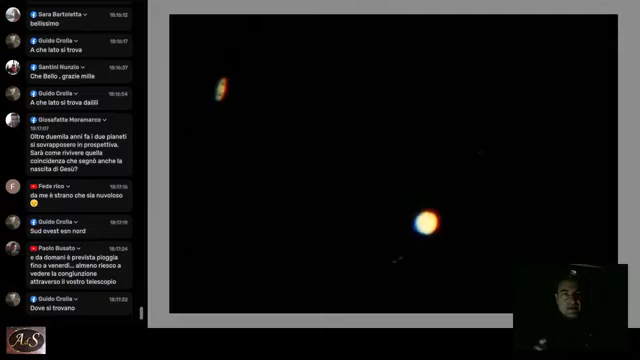 Sara Bartoletta 18:16:12
bellissimo
Guido Crolla 18:16:17
A che lato si trova
Santini Nunzio 18:16:37
Che Bello , grazie mille
Guido Crolla 18:16:54
A che lato si trova daiiii
Giosafatte Moramarco
18:17:07
Oltre duemila anni fa i due pianeti
si sovrapposero in prospettiva.
Sarà come rivivere quella
coincidenza che segnò anche la
nascita di Gesù?
F
Fede rico 18:17:16
da me è strano che sia nuvoloso
😟
Guido Crolla 18:17:19
Sud ovest esn nord
Paolo Busato 18:17:24
e da domani è prevista pioggia
fino a venerdì... almeno riesco a
vedere la congiunzione
attraverso il vostro telescopio
Guido Crolla 18:17:32
Dove si trovano
AdS